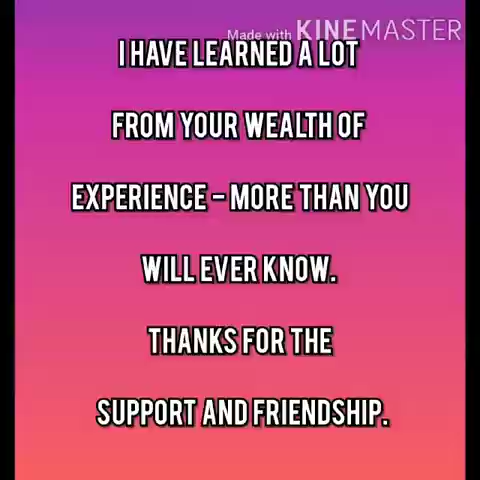 Made with KINEMASTER
I HAVE LEARNED A LOT
FROM YOUR WEALTH OF
EXPERIENCE – MORE THAN YOU
WILL EVER KNOW.
THANKS FOR THE
SUPPORT AND FRIENDSHIP.